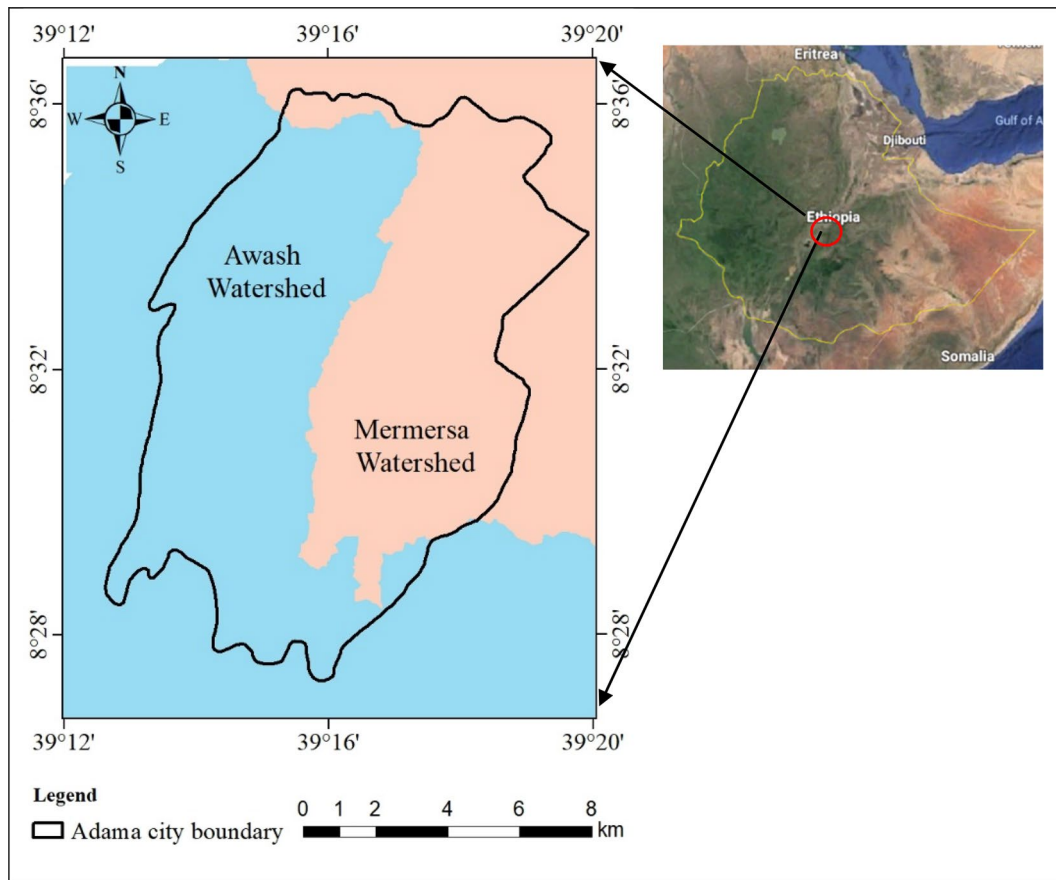 39°12'
39°16'
39°20'
8°36'
8°36'
N
W
E
S
Awash
Watershed
8°32'
8°32'
Mermersa
Watershed
8°28'
8°28'
39°12'
39°16'
39°20'
Legend
Adama city boundary
0 1 2 4 6 8
km
Eritrea
Gulf of A
Djibouti
Ethiopia
Somalia